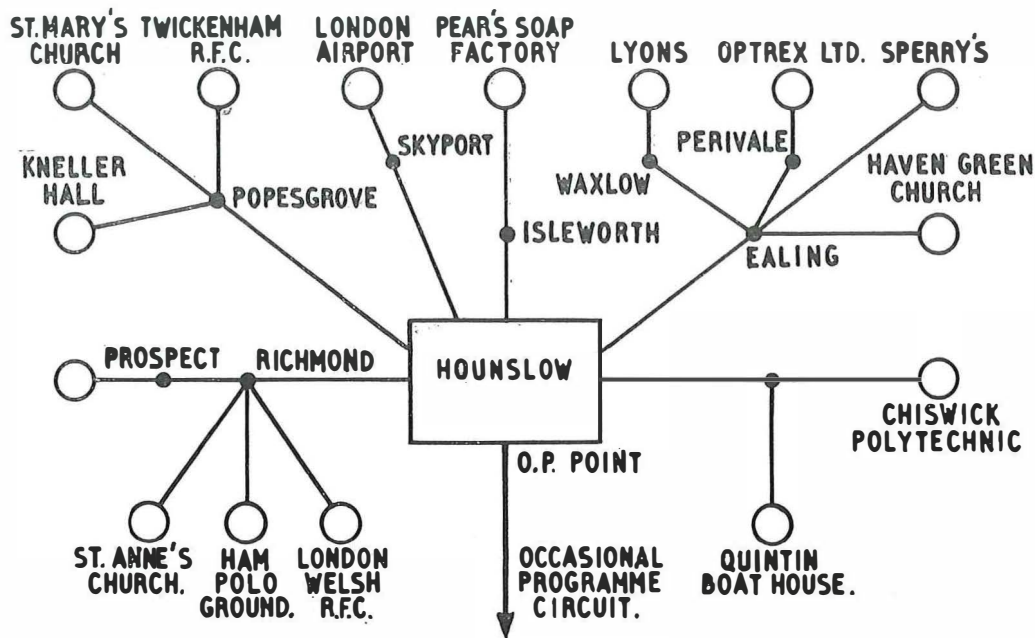 ST. MARY'S
CHURCH
TWICKENHAM
R.F.C.
LONDON
AIRPORT
PEAR'S SOAP
FACTORY
LYONS
OPTREX LTD.
SPERRY'S
KNELLER
HALL
POPESGROVE
SKYPORT
ISLEWORTH
WAXLOW
PERIVALE
HAVEN GREEN
CHURCH
EALING
PROSPECT
RICHMOND
HOUNSLOW
CHISWICK
POLYTECHNIC
O.P. POINT
ST. ANNE'S
CHURCH.
HAM
POLO
GROUND.
LONDON
WELSH
R.F.C.
OCCASIONAL
PROGRAMME
CIRCUIT.
QUINTIN
BOAT HOUSE.